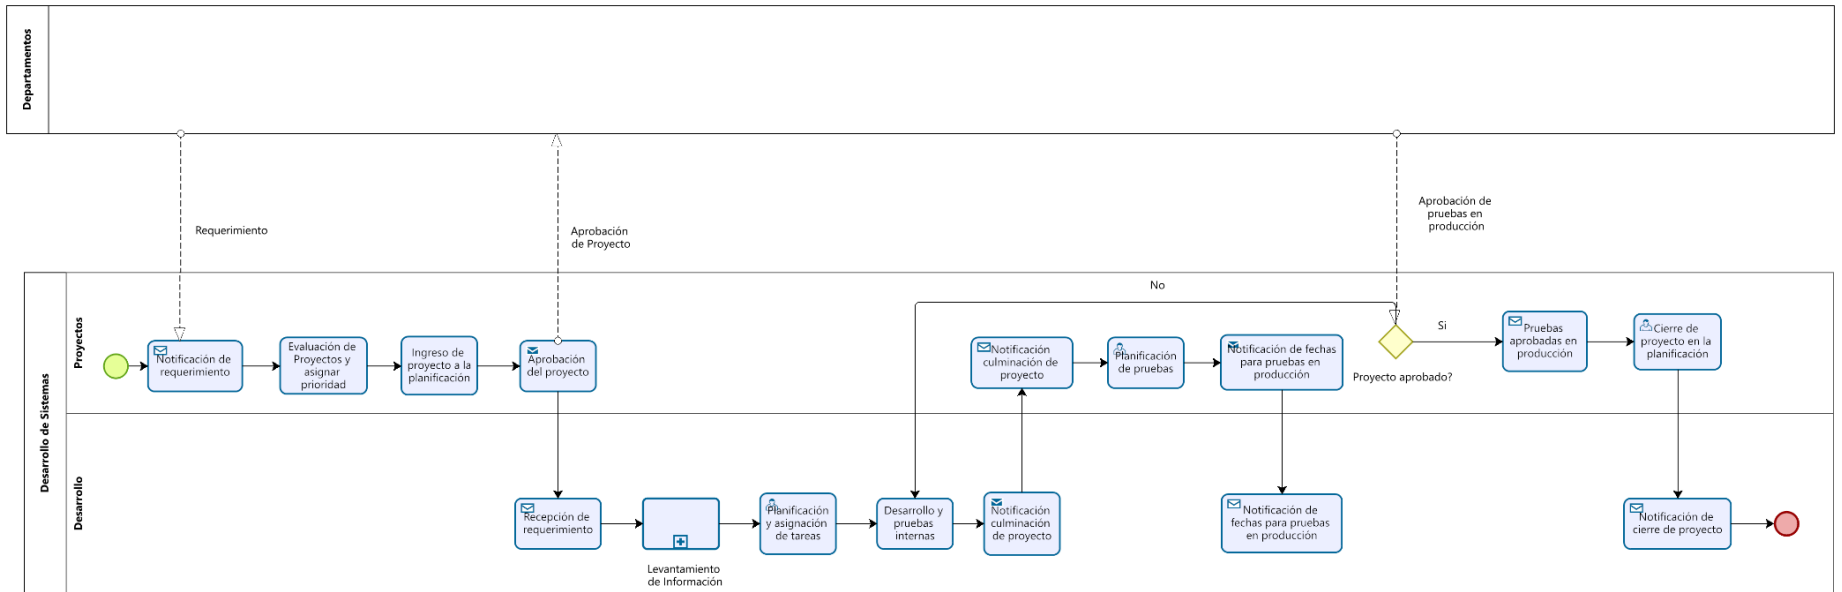 Departamentos
Requerimiento
Aprobación
de Proyecto
Aprobación de
pruebas en
producción
Desarrollo de Sistemas
Proyectos
Notificación de
requerimiento
Evaluación de
Proyectos y
asignar
prioridad
Ingreso de
proyecto a la
planificación
Aprobación
del proyecto
No
Notificación
culminación de
proyecto
Planificación
de pruebas
Notificación de fechas
para pruebas en
producción
Proyecto aprobado?
Si
Pruebas
aprobadas en
producción
Cierre de
proyecto en la
planificación
Desarrollo
Recepción de
requerimiento
Levantamiento
de Información
Planificación
y asignación
de tareas
Desarrollo y
pruebas
internas
Notificación
culminación
de proyecto
Notificación de
fechas para pruebas
en producción
Notificación de
cierre de proyecto